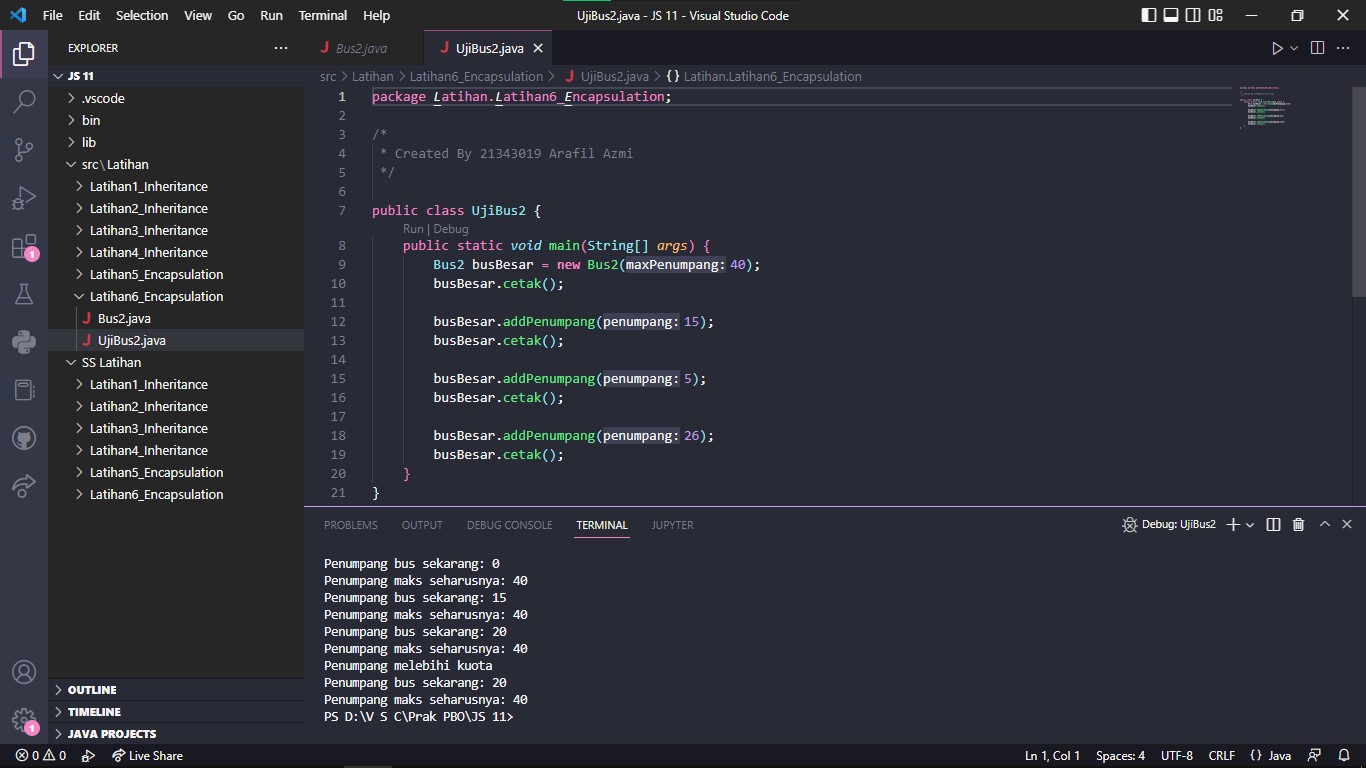 File Edit Selection View Go Run Terminal Help
UjiBus2.java - JS 11 - Visual Studio Code
EXPLORER
JS 11
.vscode
bin
lib
src\Latihan
Latihan1_Inheritance
Latihan2_Inheritance
Latihan3_Inheritance
Latihan4_Inheritance
Latihan5_Encapsulation
Latihan6_Encapsulation
Bus2.java
UjiBus2.java
SS Latihan
Latihan1_Inheritance
Latihan2_Inheritance
Latihan3_Inheritance
Latihan4_Inheritance
Latihan5_Encapsulation
Latihan6_Encapsulation
OUTLINE
TIMELINE
JAVA PROJECTS
1
1
Bus2.java UjiBus2.java
src > Latihan > Latihan6_Encapsulation > UjiBus2.java > {} Latihan.Latihan6_Encapsulation
1 package Latihan.Latihan6_Encapsulation;
2
3 /*
4 * Created By 21343019 Arafil Azmi
5 */
6
7 public class UjiBus2 {
Run | Debug
8 public static void main(String[] args) {
9 Bus2 busBesar = new Bus2(maxPenumpang: 40);
10 busBesar.cetak();
11
12 busBesar.addPenumpang(penumpang: 15);
13 busBesar.cetak();
14
15 busBesar.addPenumpang(penumpang: 5);
16 busBesar.cetak();
17
18 busBesar.addPenumpang(penumpang: 26);
19 busBesar.cetak();
20 }
21 }
PROBLEMS OUTPUT DEBUG CONSOLE TERMINAL JUPYTER
Debug: UjiBus2
Penumpang bus sekarang: 0
Penumpang maks seharusnya: 40
Penumpang bus sekarang: 15
Penumpang maks seharusnya: 40
Penumpang bus sekarang: 20
Penumpang maks seharusnya: 40
Penumpang melebihi kuota
Penumpang bus sekarang: 20
Penumpang maks seharusnya: 40
PS D:\V S C\Prak PBO\JS 11>
0 0 Live Share
Ln 1, Col 1 Spaces: 4 UTF-8 CRLF {} Java